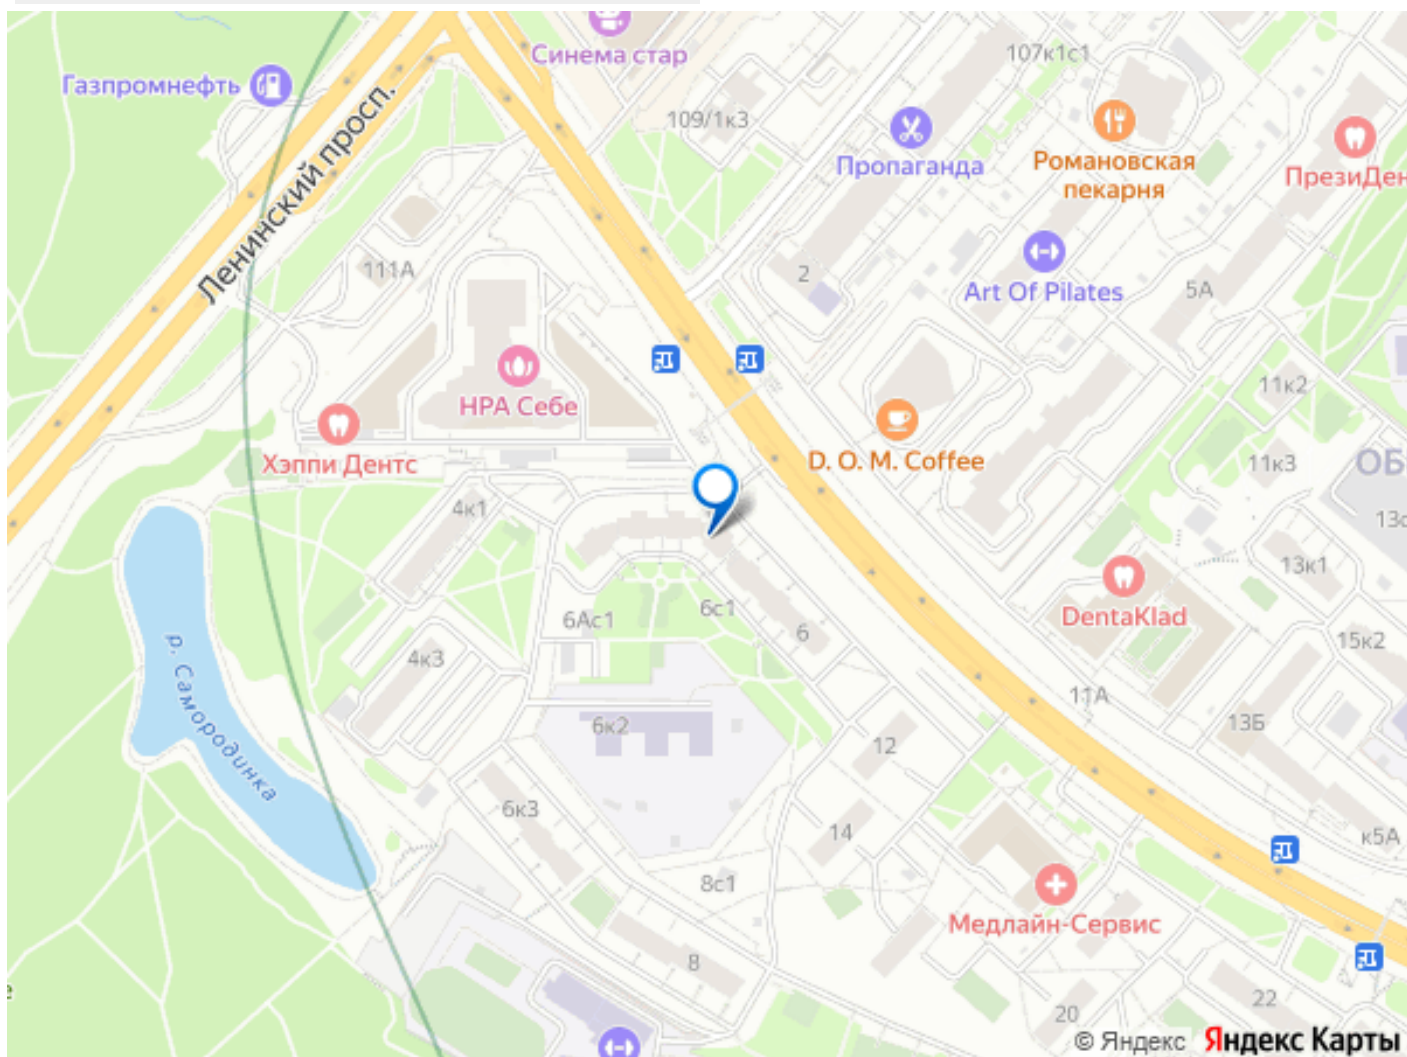 Синема стар
107к1с1
Газпромнефть
109/1к3
Ленинский просп.
Пропаганда
Романовская
пекарня
ПрезиДен
111А
2
Art Of Pilates
5А
НРА Себе
11к2
Хэппи Дентс
D. O. M. Coffee
11к3
ОБ
4к1
13с
13к1
6Ас1
6с1
6
DentaKlad
15к2
4к3
р. Самородинка
11А
6к2
12
13Б
6к3
14
к5А
8с1
Медлайн-Сервис
8
20
22
е
© Яндекс Яндекс Карты